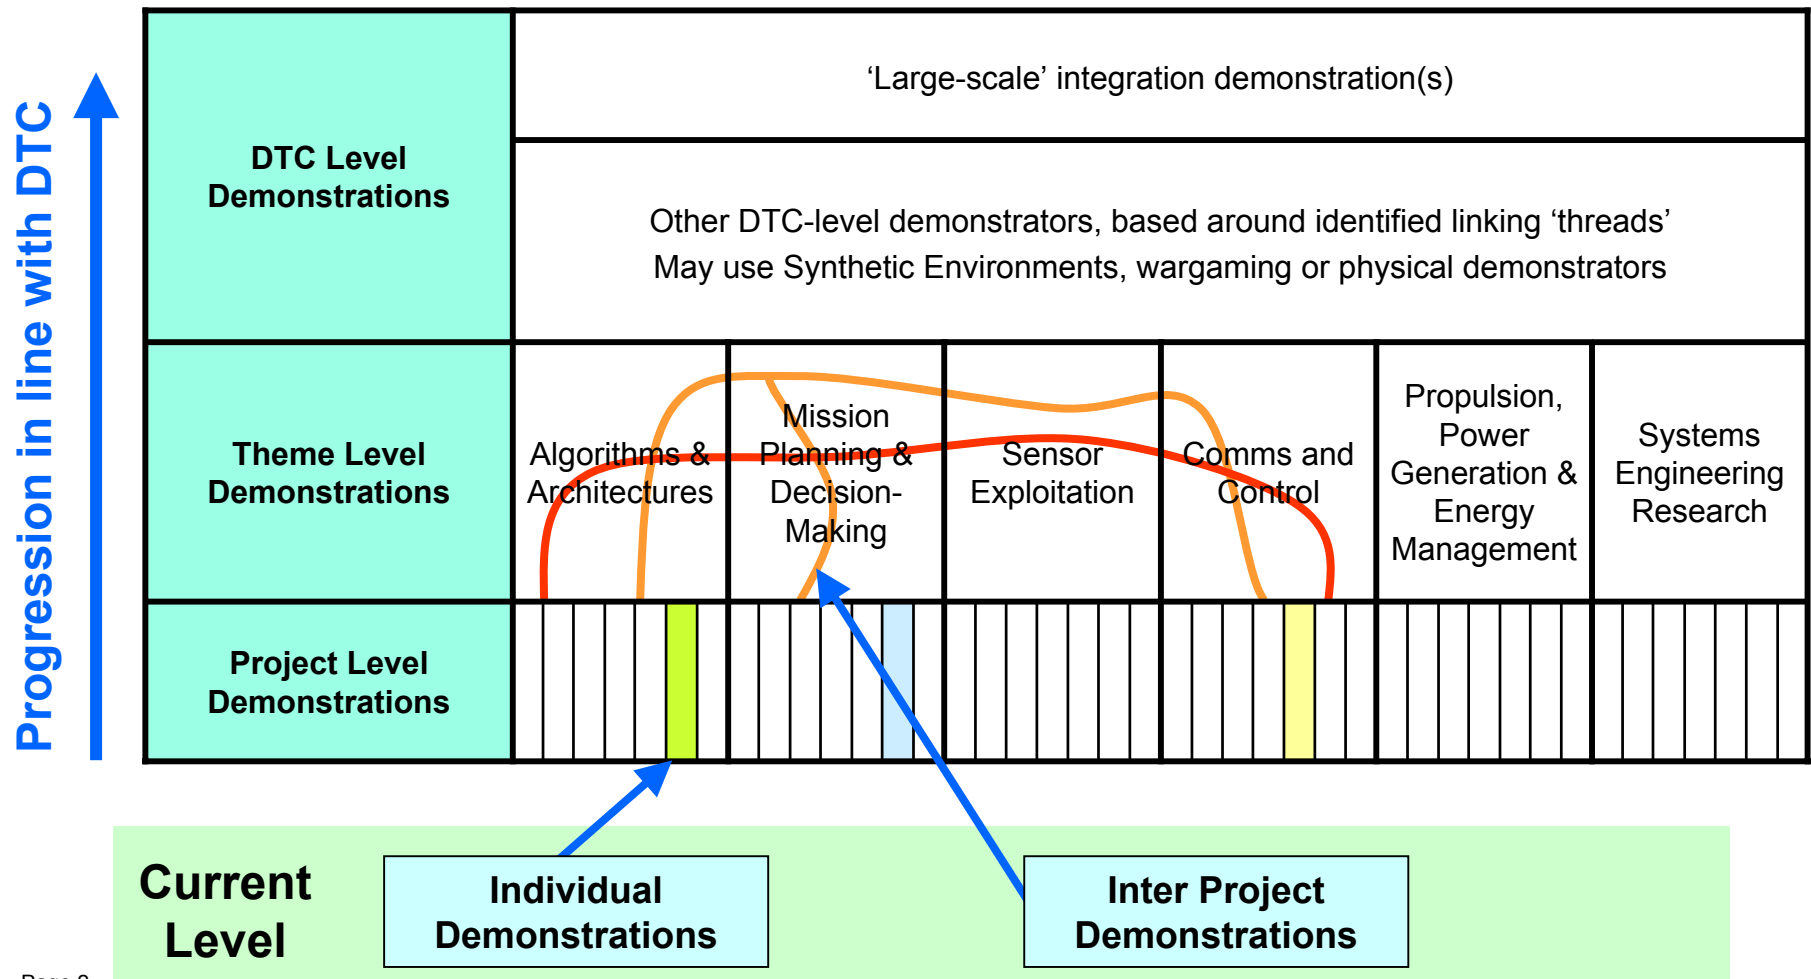 Progression in line with DTC
DTC Level
Demonstrations
‘Large-scale’ integration demonstration(s)
Other DTC-level demonstrators, based around identified linking ‘threads’
May use Synthetic Environments, wargaming or physical demonstrators
Theme Level
Demonstrations
Algorithms &
Architectures
Mission
Planning &
Decision-
Making
Sensor
Exploitation
Comms and
Control
Propulsion,
Power
Generation &
Energy
Management
Systems
Engineering
Research
Project Level
Demonstrations
Current
Level
Individual
Demonstrations
Inter Project
Demonstrations